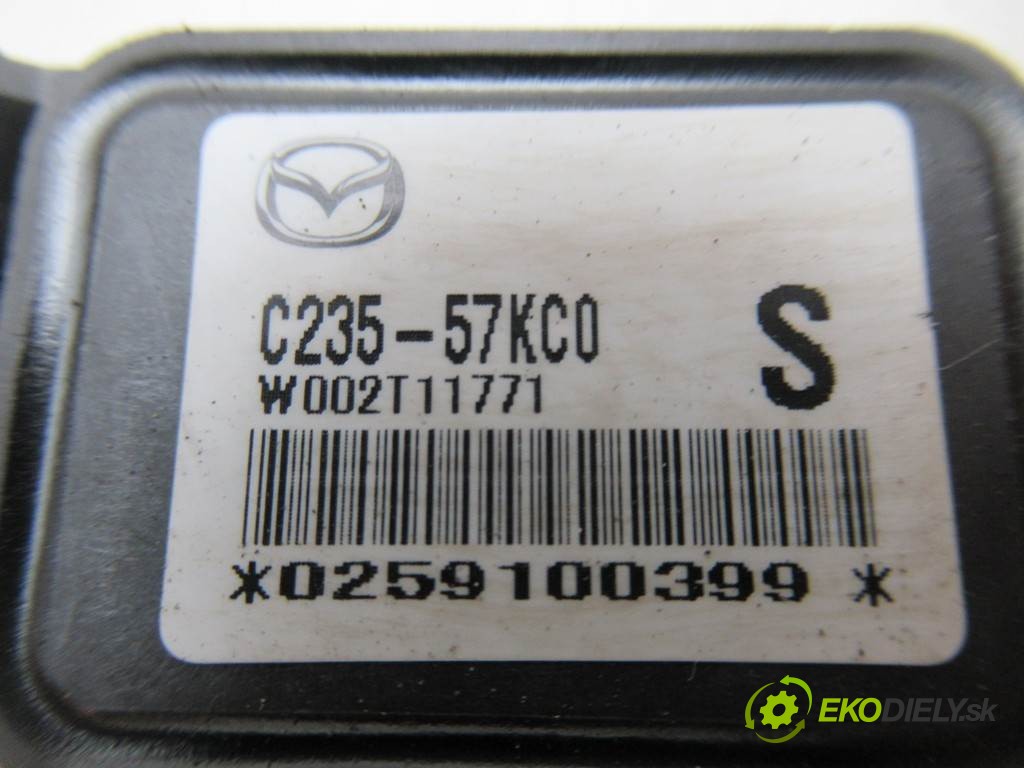 C235-57KC0
S
W002T11771
*0259100399 *
EKODIELY.sk